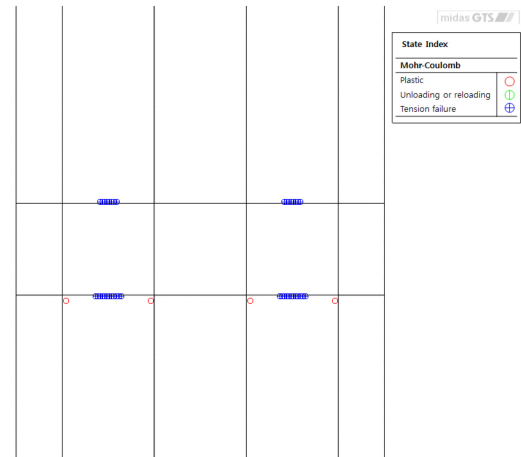 midas GTS
State Index
Mohr-Coulomb
Plastic
Unloading or reloading
Tension failure